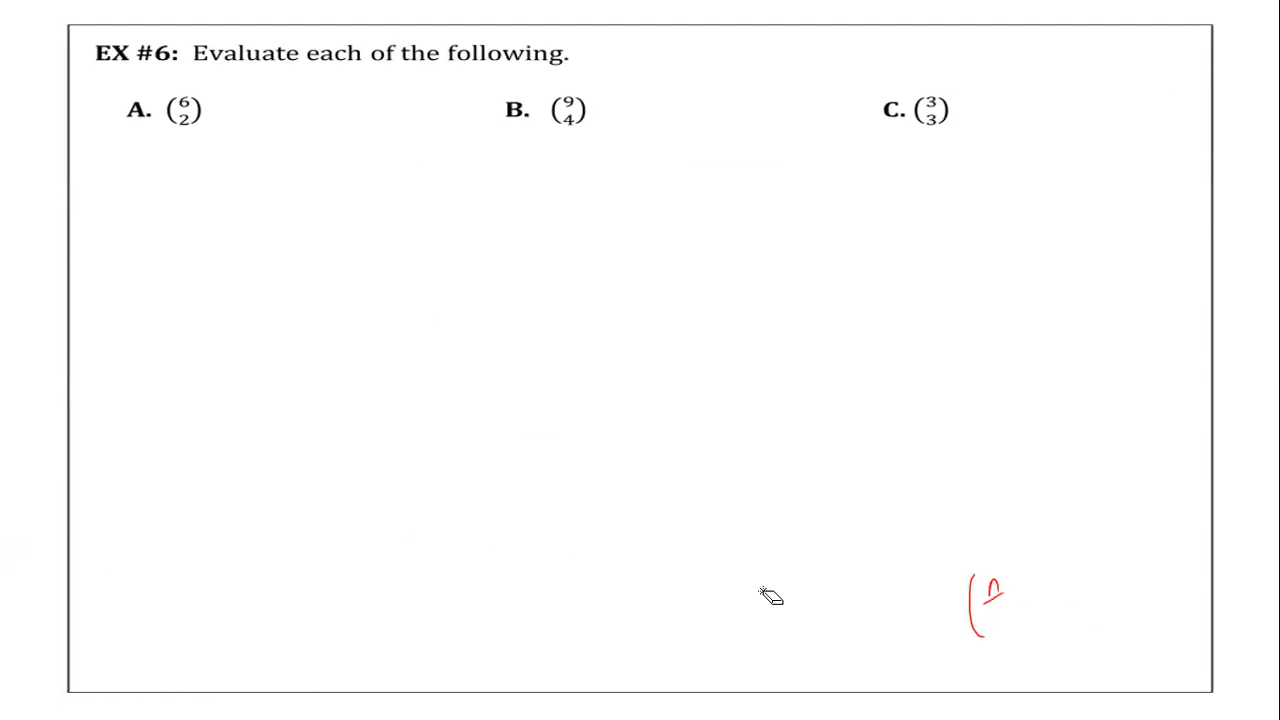 EX #6: Evaluate each of the following.
A. (6 2) B. (9 4) C. (3 3)
(n